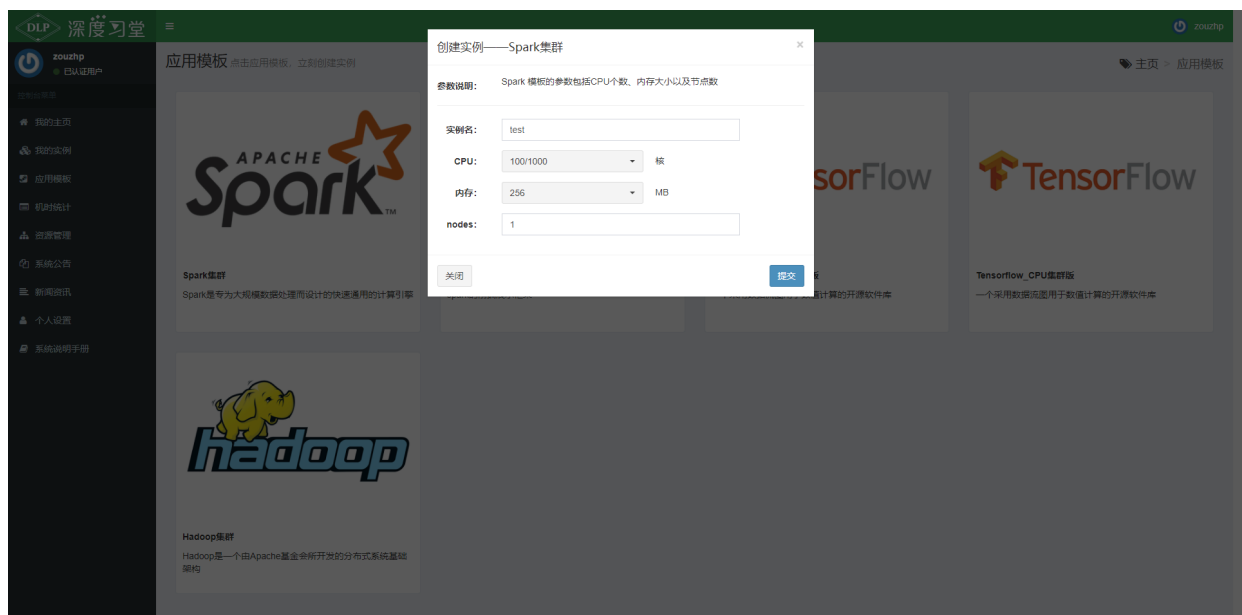 DLP 深度习堂
zouzhp
zouzhp
已认证用户
我的主页
我的实例
应用模板
机时统计
资源管理
系统公告
新闻资讯
个人设置
系统说明手册
应用模板 点击应用模板，立刻创建实例
主页 > 应用模板
创建实例——Spark集群
×
参数说明： Spark 模板的参数包括CPU个数、内存大小以及节点数
实例名： test
CPU： 100/1000 核
内存： 256 MB
nodes： 1
关闭
提交
APACHE
Spark
TM
Spark集群
Spark是专为大规模数据处理而设计的快速通用的计算引擎
sorFlow
TensorFlow
Tensorflow_CPU集群版
一个采用数据流图用于数值计算的开源软件库
hadoop
Hadoop集群
Hadoop是一个由Apache基金会所开发的分布式系统基础
架构